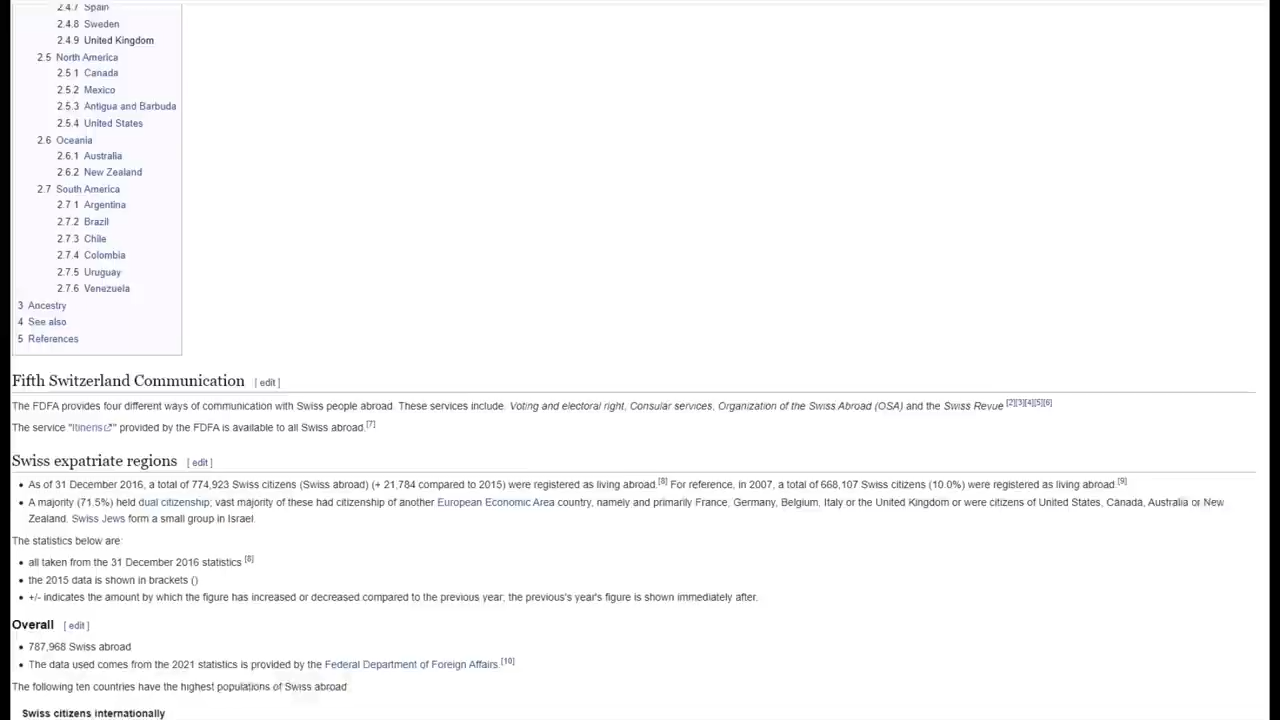 2.4.7 Spain
2.4.8 Sweden
2.4.9 United Kingdom
2.5 North America
2.5 1 Canada
2.5.2 Mexico
2.5.3 Antigua and Barbuda
2.5.4 United States
2.6 Oceania
2.6.1 Australia
2.6.2 New Zealand
2.7 South America
2.7 1 Argentina
2.7.2 Brazil
2.7.3 Chile
2.7.4 Colombia
2.7.5 Uruguay
2.7.6 Venezuela
3 Ancestry
4 See also
5 References
Fifth Switzerland Communication [ edit ]
The FDFA provides four different ways of communication with Swiss people abroad. These services include. Voting and electoral right, Consular services, Organization of the Swiss Abroad (OSA) and the Swiss Revue [2][3][4][5][6]
The service "Itineris" provided by the FDFA is available to all Swiss abroad.[7]
Swiss expatriate regions [ edit ]
• As of 31 December 2016, a total of 774,923 Swiss citizens (Swiss abroad) (+ 21,784 compared to 2015) were registered as living abroad.[8] For reference, in 2007, a total of 668,107 Swiss citizens (10.0%) were registered as living abroad.[9]
• A majority (71.5%) held dual citizenship; vast majority of these had citizenship of another European Economic Area country, namely and primarily France, Germany, Belgium, Italy or the United Kingdom or were citizens of United States, Canada, Australia or New
Zealand. Swiss Jews form a small group in Israel.
The statistics below are:
• all taken from the 31 December 2016 statistics [8]
• the 2015 data is shown in brackets ()
• +/- indicates the amount by which the figure has increased or decreased compared to the previous year; the previous's year's figure is shown immediately after.
Overall [ edit ]
• 787,968 Swiss abroad
• The data used comes from the 2021 statistics is provided by the Federal Department of Foreign Affairs.[10]
The following ten countries have the highest populations of Swiss abroad
Swiss citizens internationally